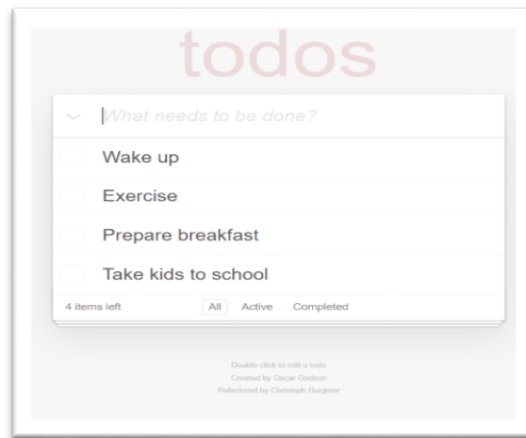 todos
What needs to be done?
Wake up
Exercise
Prepare breakfast
Take kids to school
4 items left All Active Completed
Double-click to edit a todo
Created by Oscar Godson
Refactored by Christoph Burgmer